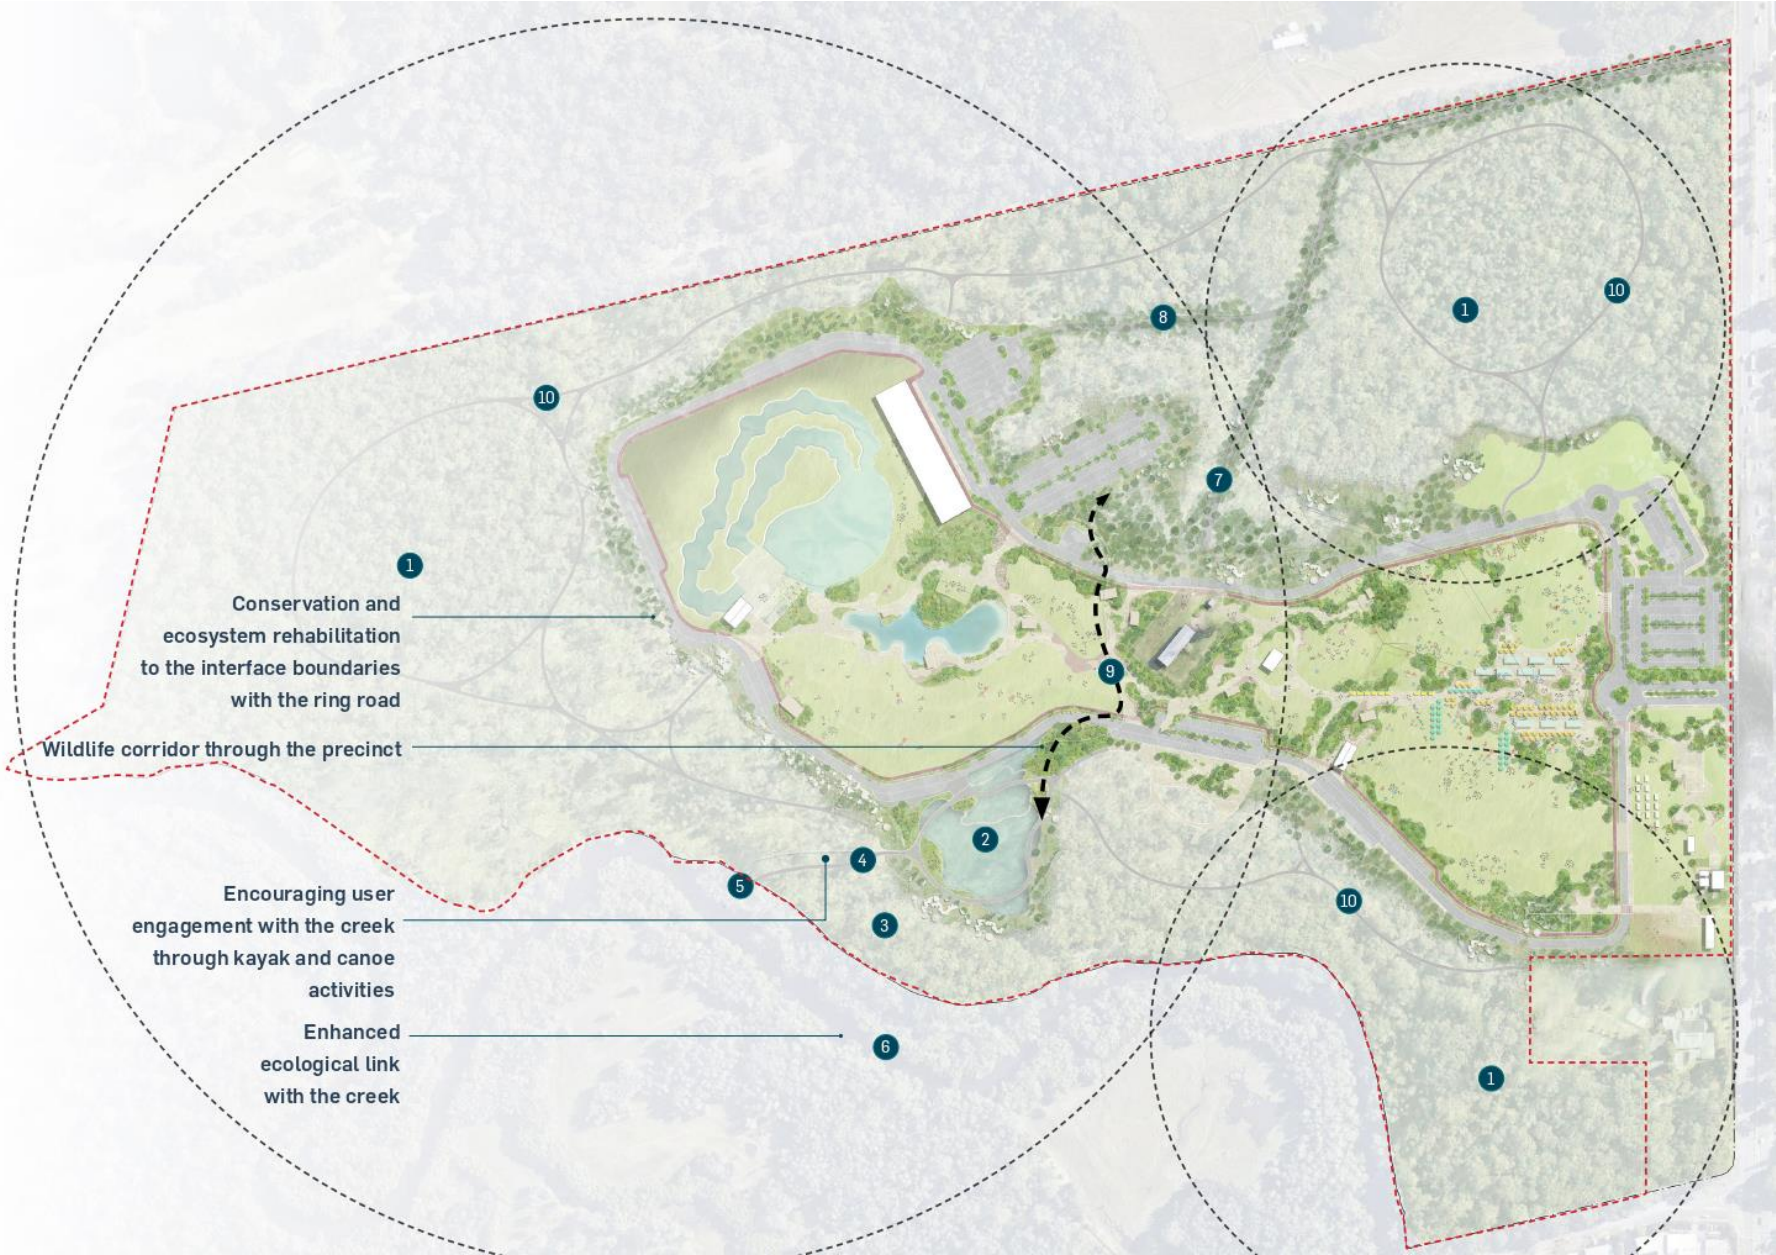 1
10
8
10
7
1
Conservation and
ecosystem rehabilitation
to the interface boundaries
with the ring road
9
Wildlife corridor through the precinct
2
4
5
Encouraging user
engagement with the creek
through kayak and canoe
activities
3
10
Enhanced
ecological link
with the creek
6
1